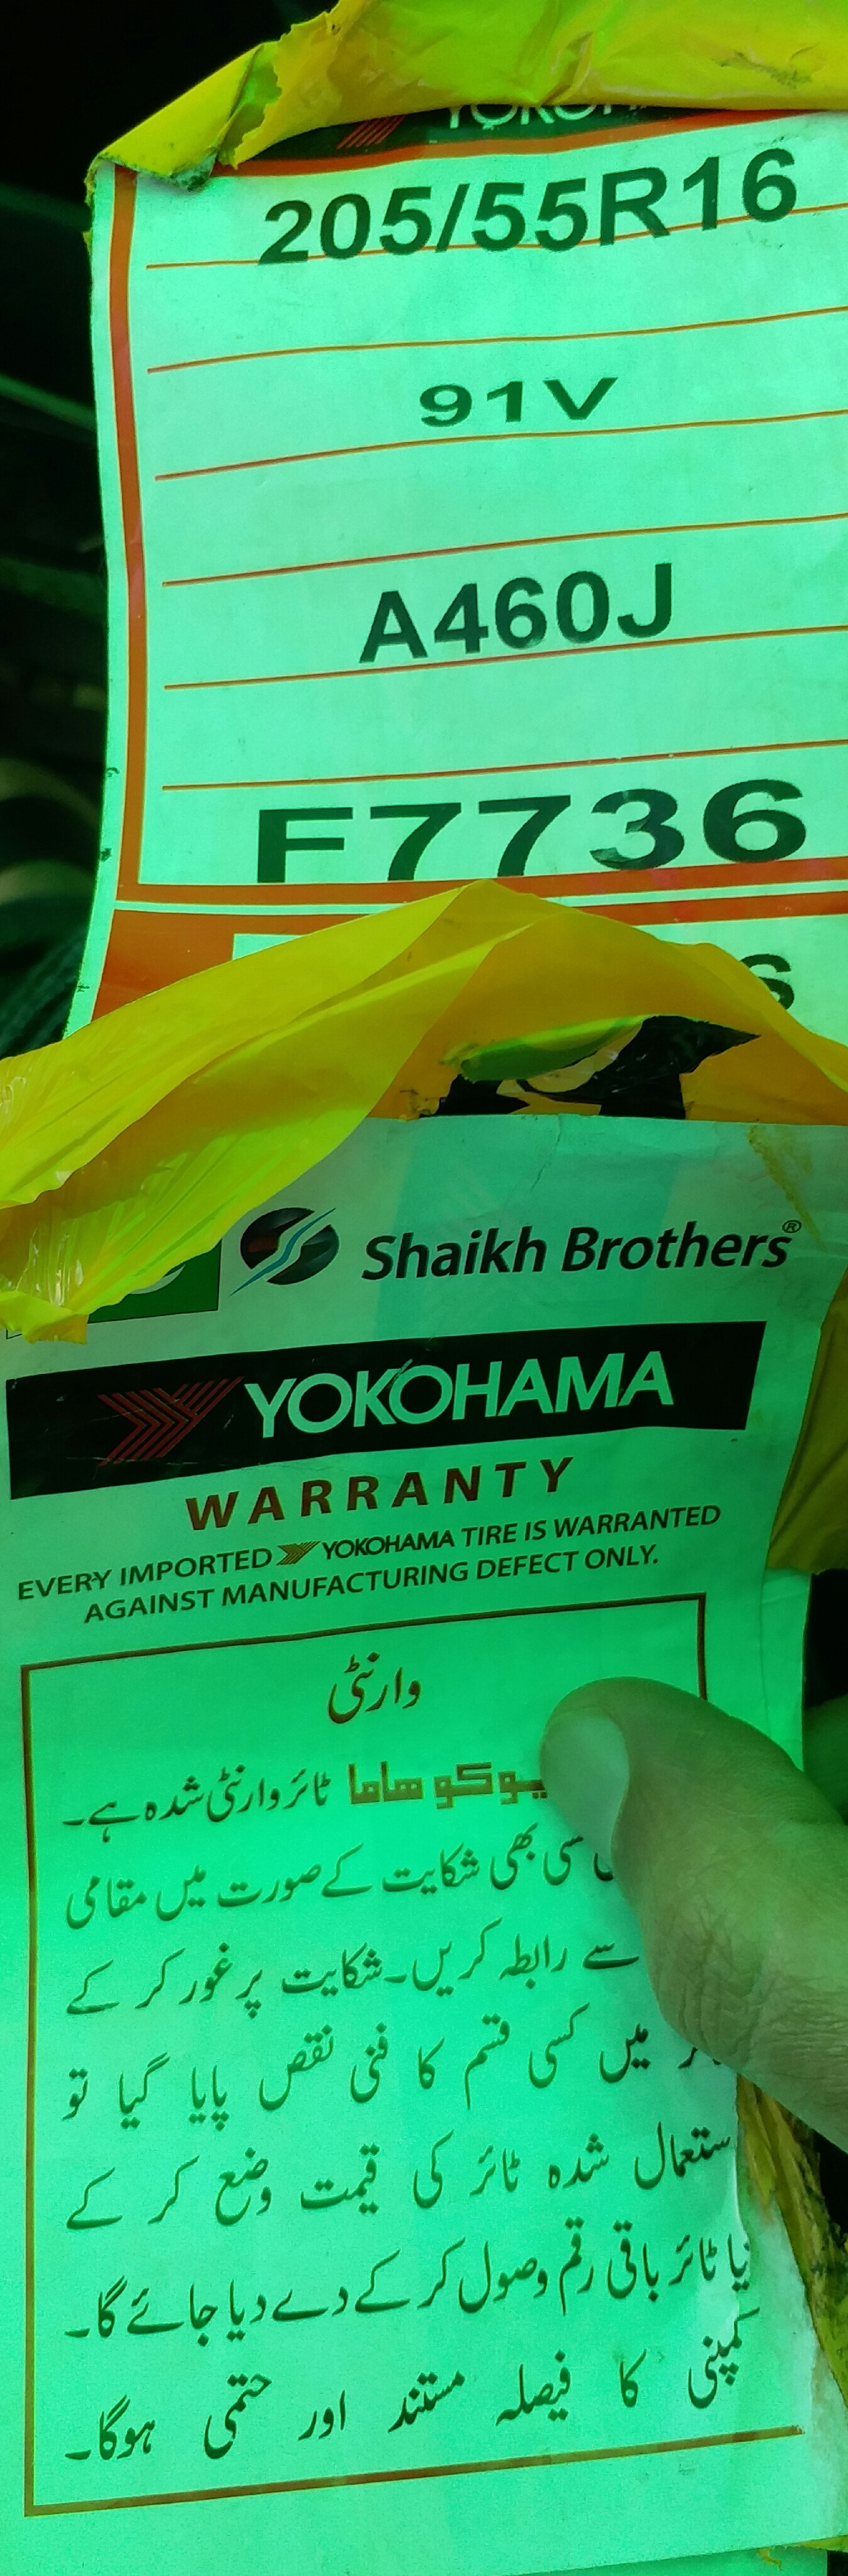 205/55R16
91V
A460J
F7736
Shaikh Brothers®
YOKOHAMA
WARRANTY
EVERY IMPORTED YOKOHAMA TIRE IS WARRANTED
AGAINST MANUFACTURING DEFECT ONLY.
وارنٹی
یوکوہاما ٹائر وارنٹی شدہ ہے۔
بھی شکایت کے صورت میں مقامی
سے رابطہ کریں۔ شکایت پر غور کر کے
میں کسی قسم کا فنی نقص پایا گیا تو
ستعمال شدہ ٹائر کی قیمت وضع کر کے
نیا ٹائر باقی رقم وصول کر کے دے دیا جائے گا۔
کمپنی کا فیصلہ مستند اور حتمی ہوگا۔